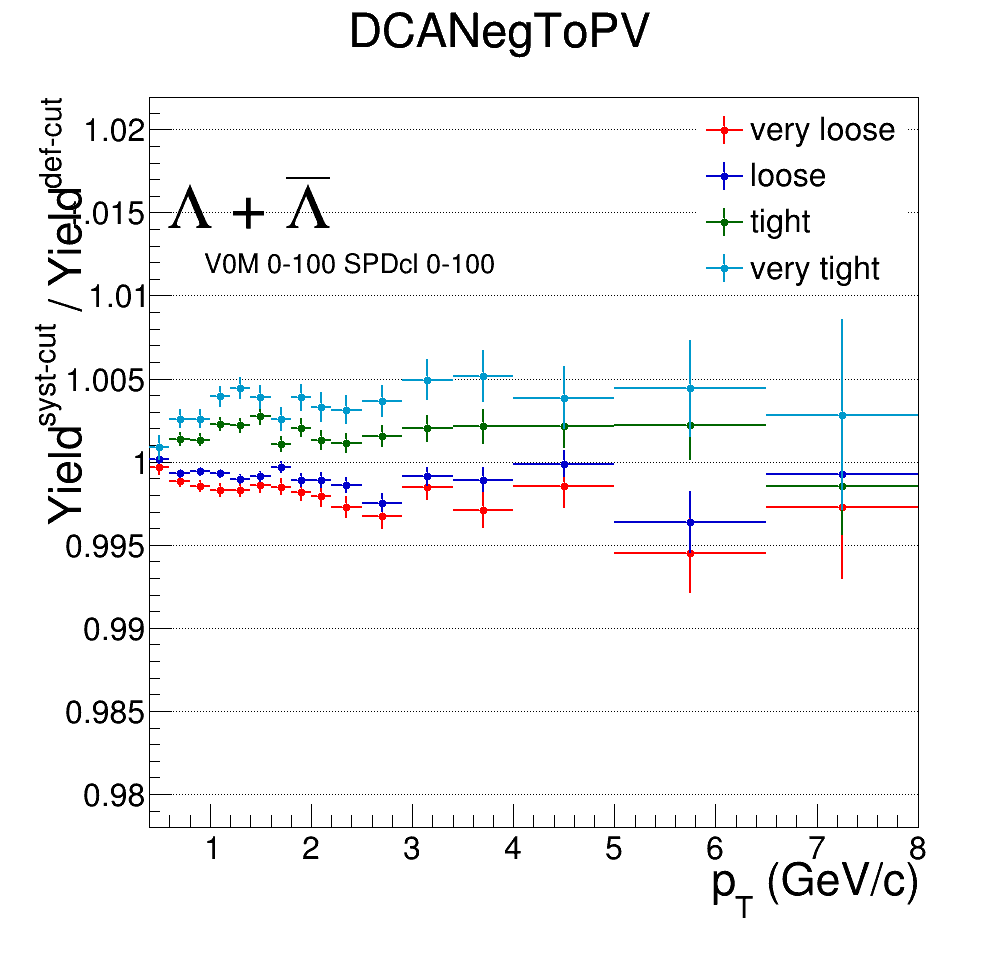 DCANegToPV
Yield^syst-cut / Yield^def-cut
1.02
1.015
1.01
1.005
1
0.995
0.99
0.985
0.98
Λ + Λ̅
V0M 0-100 SPDcl 0-100
very loose
loose
tight
very tight
1 2 3 4 5 6 7 8
p_T (GeV/c)